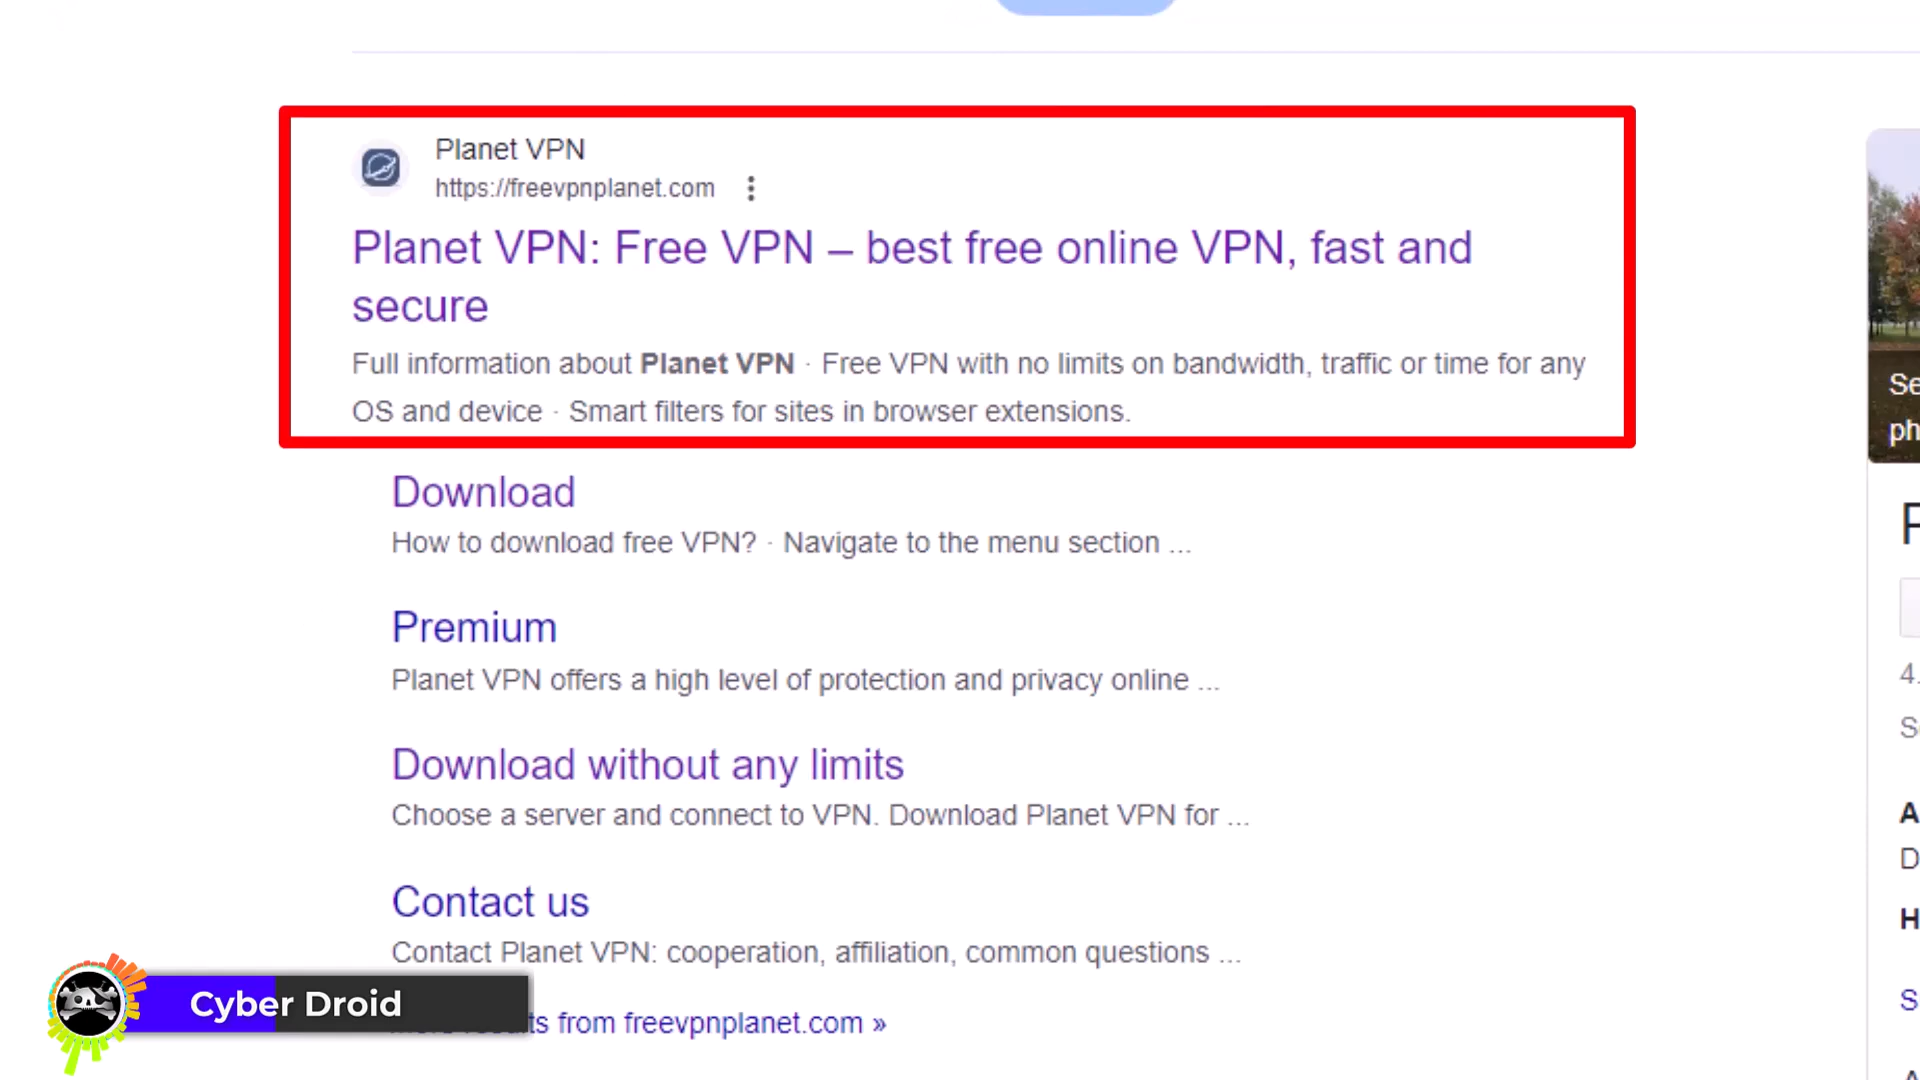 Planet VPN
https://freevpnplanet.com
Planet VPN: Free VPN – best free online VPN, fast and
secure
Full information about Planet VPN · Free VPN with no limits on bandwidth, traffic or time for any
OS and device · Smart filters for sites in browser extensions.
Download
How to download free VPN? · Navigate to the menu section ...
Premium
Planet VPN offers a high level of protection and privacy online ...
Download without any limits
Choose a server and connect to VPN. Download Planet VPN for ...
Contact us
Contact Planet VPN: cooperation, affiliation, common questions ...
from freevpnplanet.com »
Cyber Droid
Se
ph